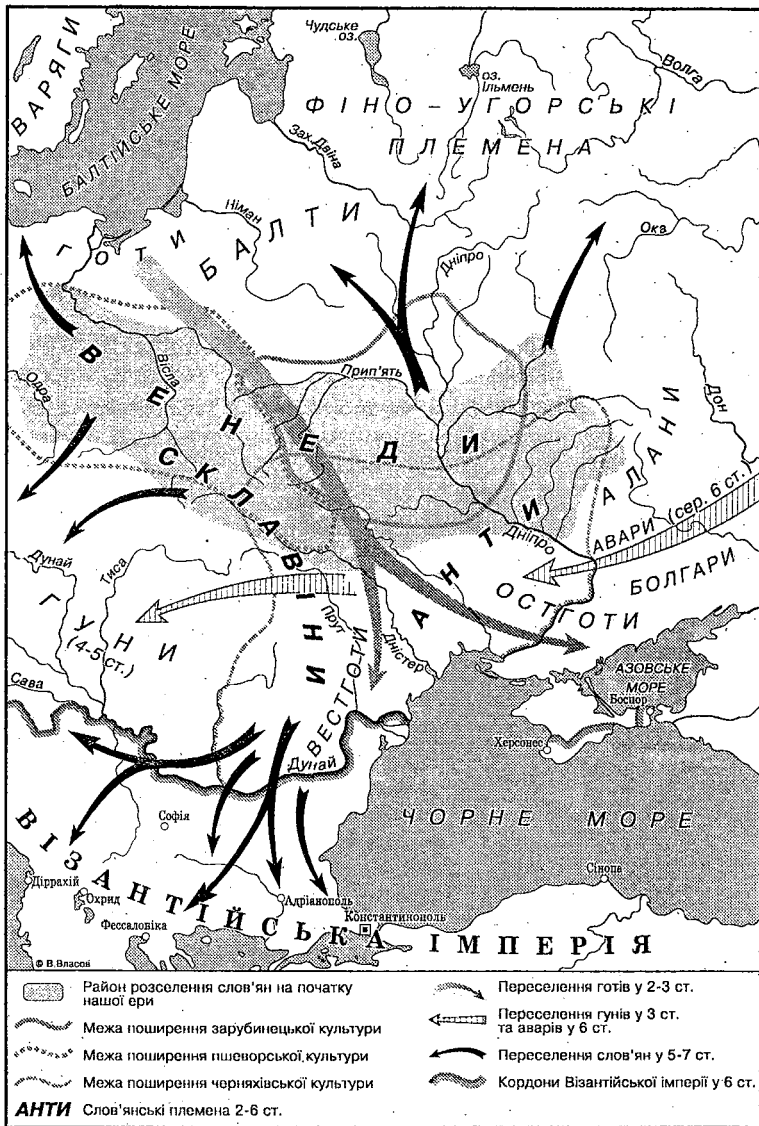 ВАРЯГИ
БАЛТІЙСЬКЕ МОРЕ
Чудське
оз.
оз.
Ільмень
Волга
ФІНО-УГОРСЬКІ
ПЛЕМЕНА
Зах. Двіна
Німан
ГОТИ
БАЛТИ
Дніпро
Ока
ВЕНЕДИ
Вісла
Одра
Прип'ять
Дон
СКЛАВІНИ
АНТИ
АЛАНИ
Дніпро
АВАРИ (сер. 6 ст.)
БОЛГАРИ
ОСТГОТИ
Дунай
Тиса
ГУНИ
(4-5 ст.)
Прут
Дністер
ВЕСТГОТИ
Сава
Дунай
АЗОВСЬКЕ
МОРЕ
Боспор
Херсонес
ЧОРНЕ МОРЕ
Софія
Діррахій
Охрид
Фессалоніка
Адріанополь
Константинополь
Сінопа
ВІЗАНТІЙСЬКА ІМПЕРІЯ
© В.Власов
Район розселення слов'ян на початку
нашої ери
Межа поширення зарубинецької культури
Межа поширення пшеворської культури
Межа поширення черняхівської культури
АНТИ Слов'янські племена 2-6 ст.
Переселення готів у 2-3 ст.
Переселення гунів у 3 ст.
та аварів у 6 ст.
Переселення слов'ян у 5-7 ст.
Кордони Візантійської імперії у 6 ст.